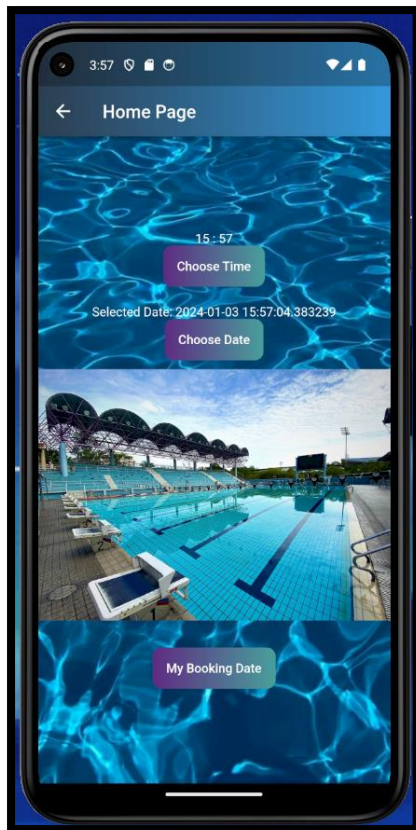 3:57
Home Page
15 : 57
Choose Time
Selected Date: 2024-01-03 15:57:04.383239
Choose Date
My Booking Date